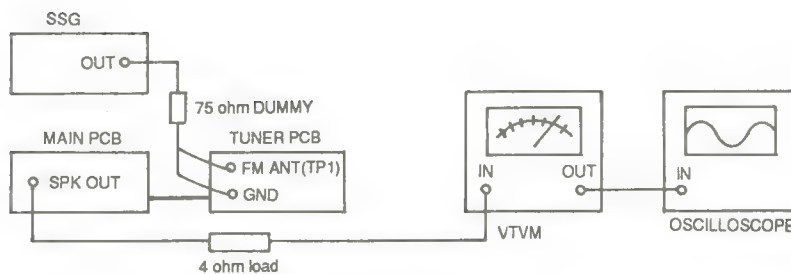 SSG
OUT
75 ohm DUMMY
MAIN PCB
TUNER PCB
SPK OUT
FM ANT(TP1)
GND
4 ohm load
IN
OUT
VTVM
IN
OSCILLOSCOPE